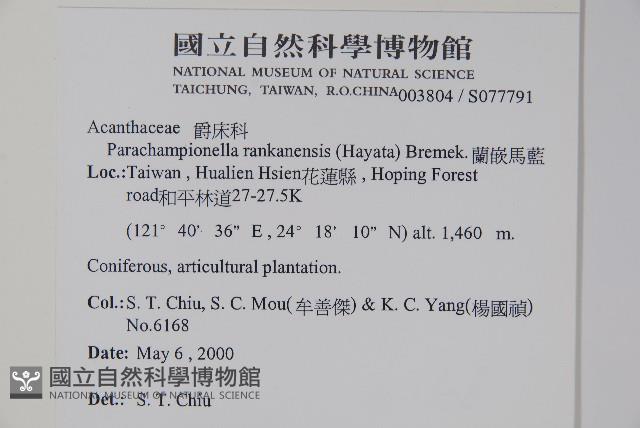 國立自然科學博物館
NATIONAL MUSEUM OF NATURAL SCIENCE
TAICHUNG, TAIWAN, R.O.CHINA003804 / S077791
Acanthaceae 爵床科
Parachampionella rankanensis (Hayata) Bremek. 蘭嵌馬藍
Loc.:Taiwan , Hualien Hsien花蓮縣 , Hoping Forest
road和平林道27-27.5K
(121° 40' 36" E , 24° 18' 10" N) alt. 1,460 m.
Coniferous, articultural plantation.
Col.:S. T. Chiu, S. C. Mou(牟善傑) & K. C. Yang(楊國禎)
No.6168
Date: May 6 , 2000
國立自然科學博物館
NATIONAL MUSEUM OF NATURAL SCIENCE
Det.: S. T. Chiu